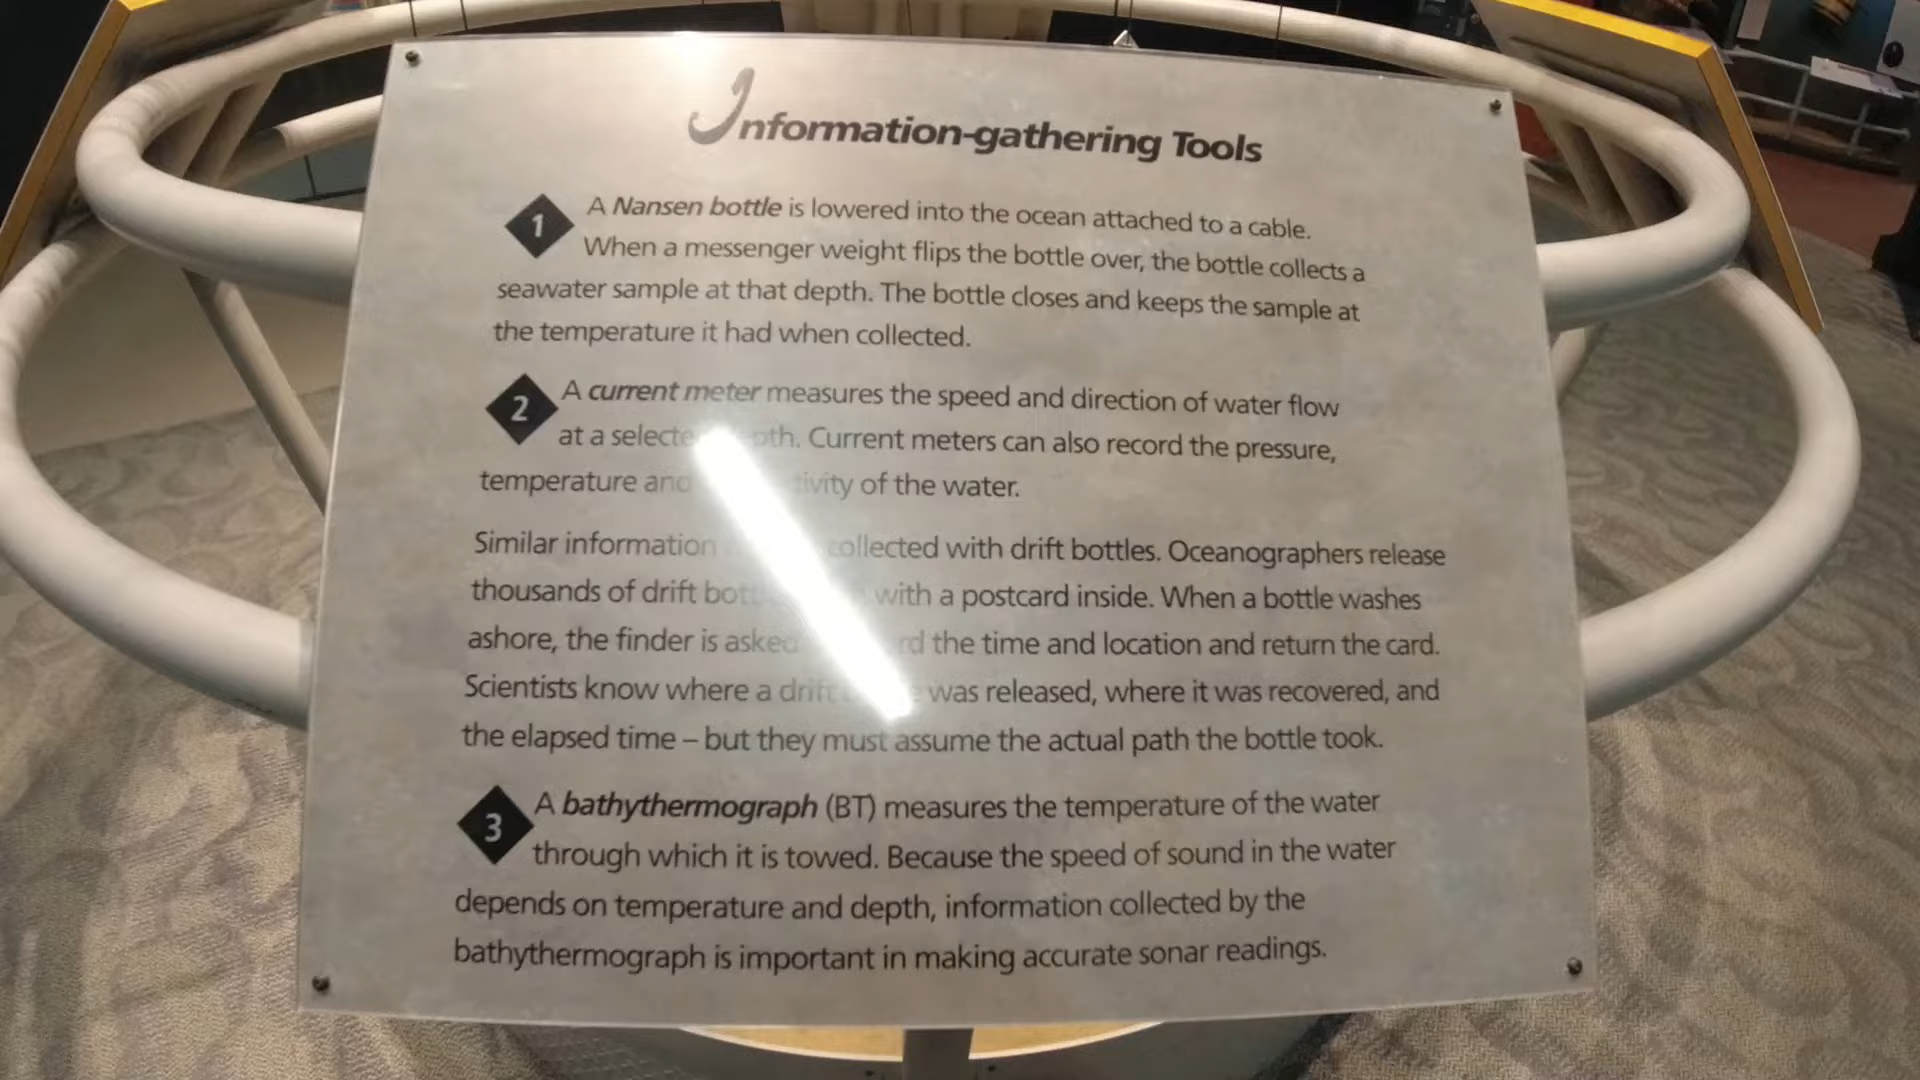 Information-gathering Tools
1 A Nansen bottle is lowered into the ocean attached to a cable.
When a messenger weight flips the bottle over, the bottle collects a
seawater sample at that depth. The bottle closes and keeps the sample at
the temperature it had when collected.
2 A current meter measures the speed and direction of water flow
at a selected depth. Current meters can also record the pressure,
temperature and of the water.
Similar information collected with drift bottles. Oceanographers release
thousands of drift with a postcard inside. When a bottle washes
ashore, the finder is asked the time and location and return the card.
Scientists know where a drift was released, where it was recovered, and
the elapsed time – but they must assume the actual path the bottle took.
3 A bathythermograph (BT) measures the temperature of the water
through which it is towed. Because the speed of sound in the water
depends on temperature and depth, information collected by the
bathythermograph is important in making accurate sonar readings.